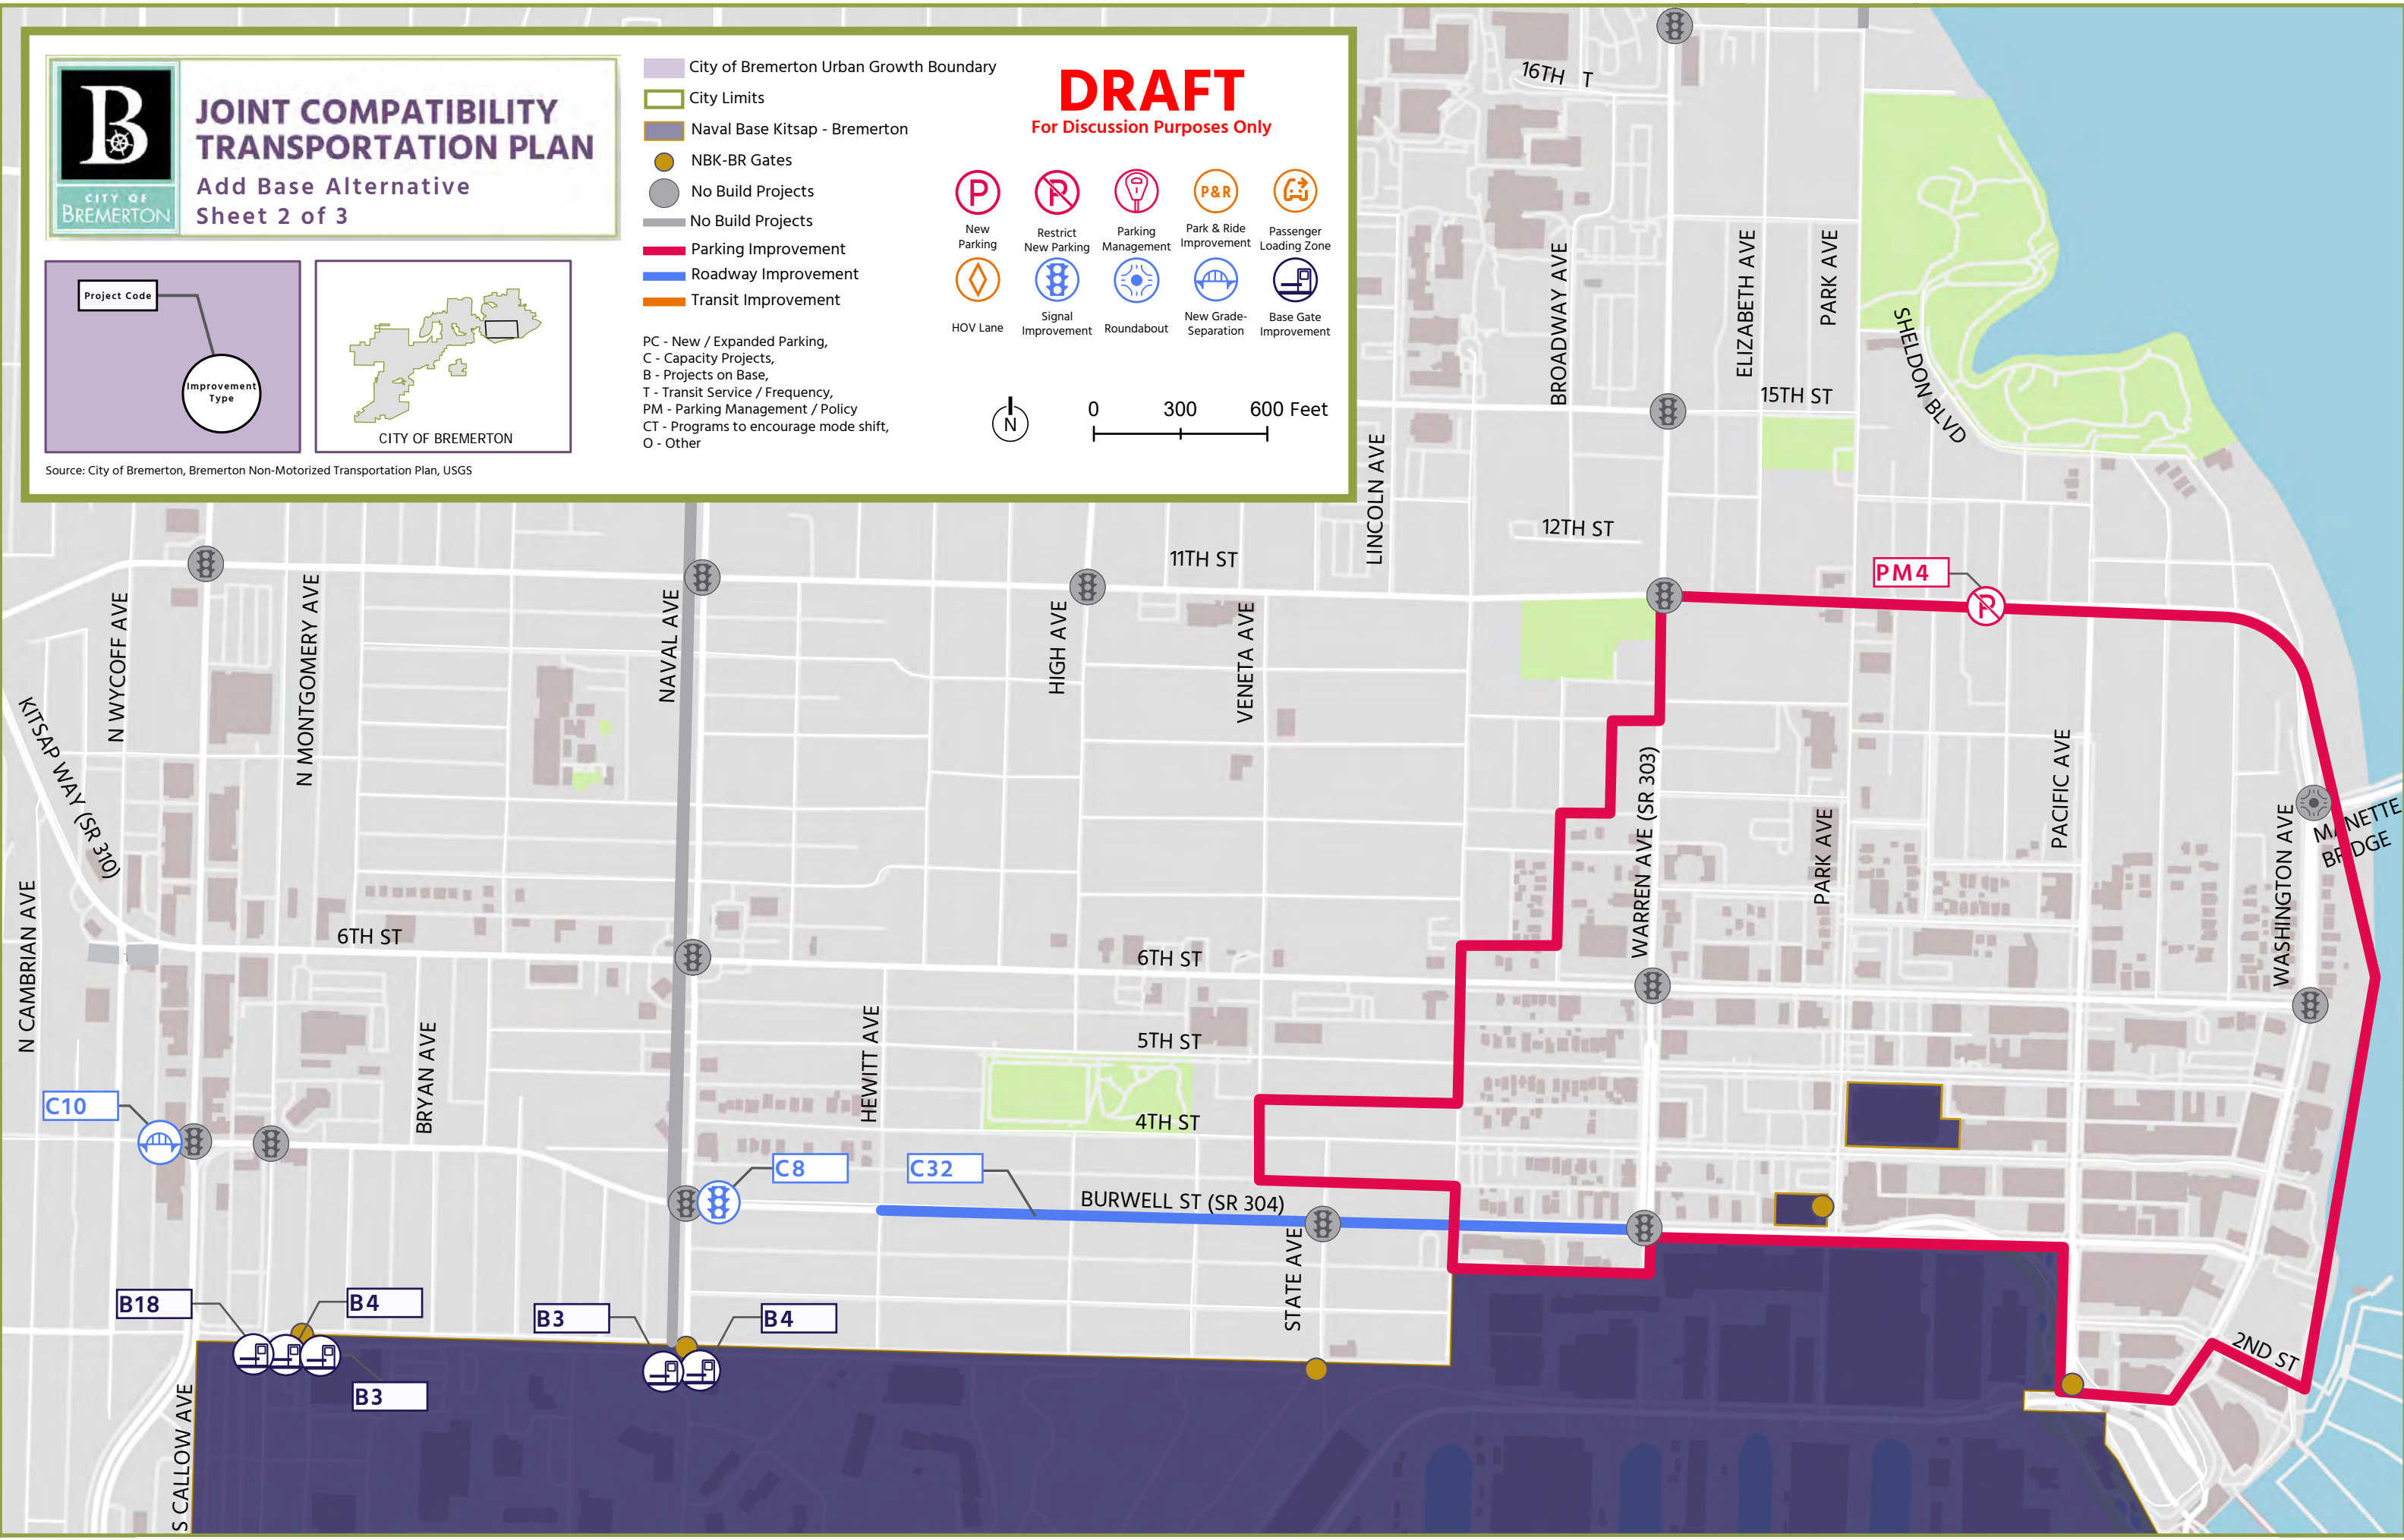 B
CITY OF
BREMERTON
JOINT COMPATIBILITY
TRANSPORTATION PLAN
Add Base Alternative
Sheet 2 of 3
Project Code
Improvement
Type
CITY OF BREMERTON
Source: City of Bremerton, Bremerton Non-Motorized Transportation Plan, USGS
City of Bremerton Urban Growth Boundary
City Limits
Naval Base Kitsap - Bremerton
NBK-BR Gates
No Build Projects
No Build Projects
Parking Improvement
Roadway Improvement
Transit Improvement
PC - New / Expanded Parking,
C - Capacity Projects,
B - Projects on Base,
T - Transit Service / Frequency,
PM - Parking Management / Policy
CT - Programs to encourage mode shift,
O - Other
DRAFT
For Discussion Purposes Only
P
New
Parking
P
Restrict
New Parking
Parking
Management
P&R
Park & Ride
Improvement
Passenger
Loading Zone
HOV Lane
Signal
Improvement
Roundabout
New Grade-
Separation
Base Gate
Improvement
N
0 300 600 Feet
16TH T
BROADWAY AVE
ELIZABETH AVE
PARK AVE
SHELDON BLVD
15TH ST
LINCOLN AVE
12TH ST
11TH ST
PM4
P
N WYCOFF AVE
N MONTGOMERY AVE
NAVAL AVE
HIGH AVE
VENETA AVE
KITSAP WAY (SR 310)
WARREN AVE (SR 303)
PARK AVE
PACIFIC AVE
WASHINGTON AVE
MANETTE
BRIDGE
N CAMBRIAN AVE
6TH ST
6TH ST
BRYAN AVE
HEWITT AVE
5TH ST
4TH ST
C10
C8
C32
BURWELL ST (SR 304)
STATE AVE
B18
B4
B3
B3
B4
S CALLOW AVE
2ND ST